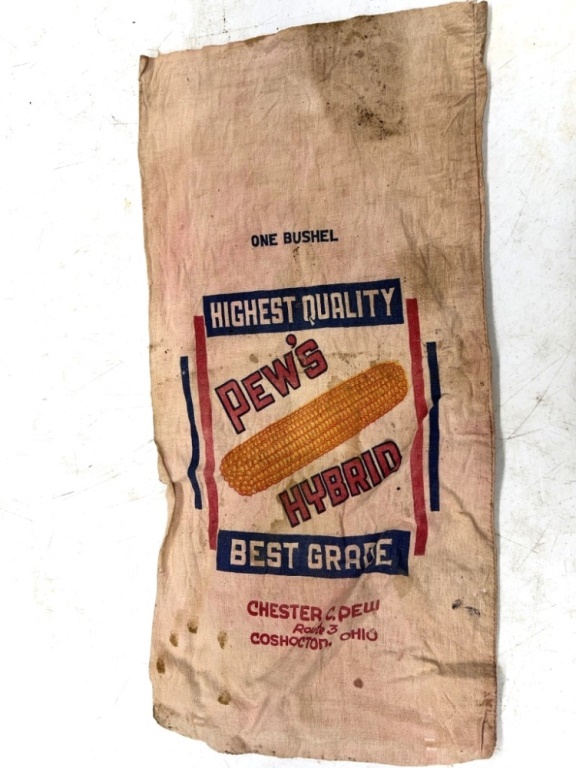 ONE BUSHEL
HIGHEST QUALITY
PEW'S
HYBRID
BEST GRADE
CHESTER C. PEW
Route 3
COSHOCTON, OHIO